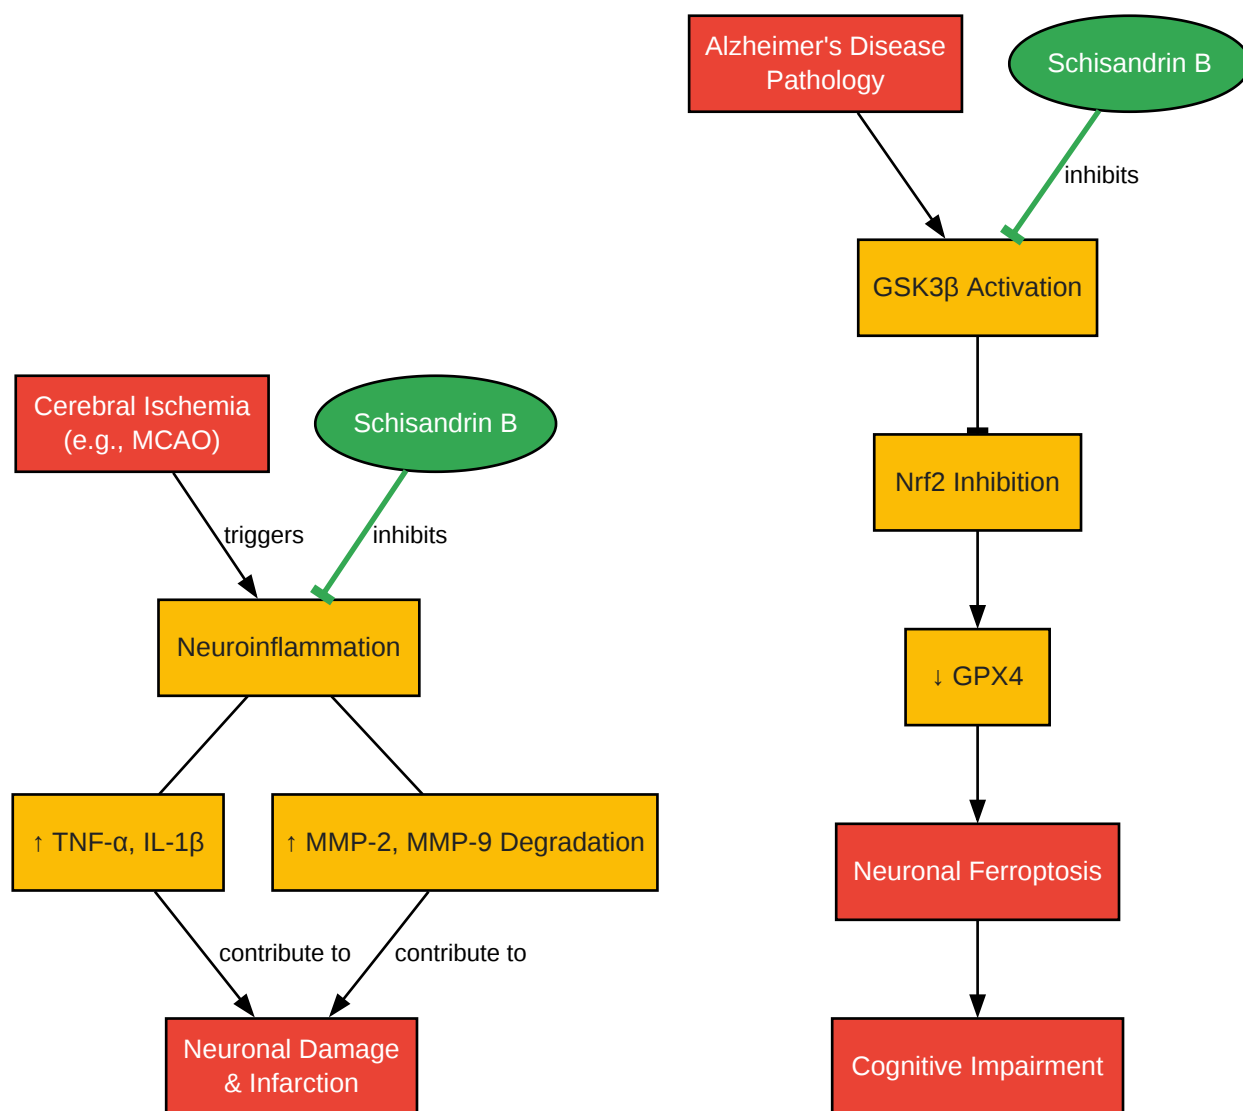 Alzheimer's Disease
Pathology
Schisandrin B
inhibits
GSK3β Activation
Cerebral Ischemia
(e.g., MCAO)
Schisandrin B
Nrf2 Inhibition
triggers
inhibits
Neuroinflammation
↓ GPX4
↑ TNF-α, IL-1β
↑ MMP-2, MMP-9 Degradation
Neuronal Ferroptosis
contribute to
contribute to
Neuronal Damage
& Infarction
Cognitive Impairment